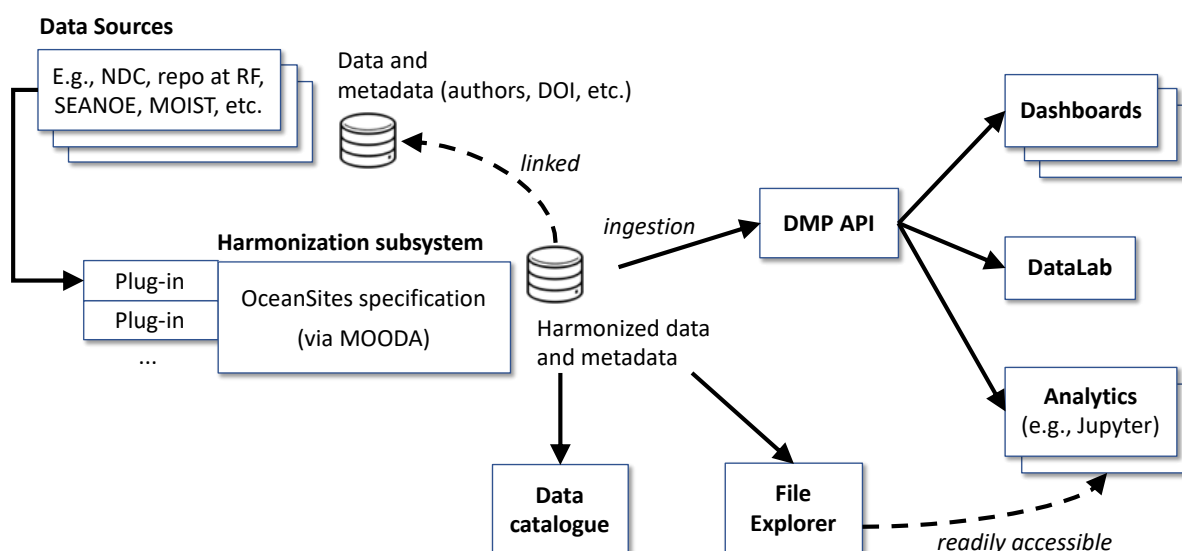 Data Sources
E.g., NDC, repo at RF,
SEANOE, MOIST, etc.
Data and
metadata (authors, DOI, etc.)
linked
Harmonization subsystem
Plug-in
Plug-in
...
OceanSites specification
(via MOODA)
Harmonized data
and metadata
ingestion
DMP API
Dashboards
DataLab
Analytics
(e.g., Jupyter)
Data
catalogue
File
Explorer
readily accessible